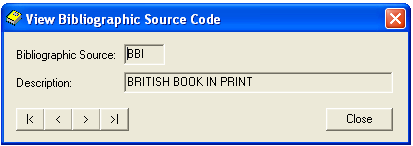 View Bibliographic Source Code
Bibliographic Source: BBI
Description: BRITISH BOOK IN PRINT
|< < > >| Close